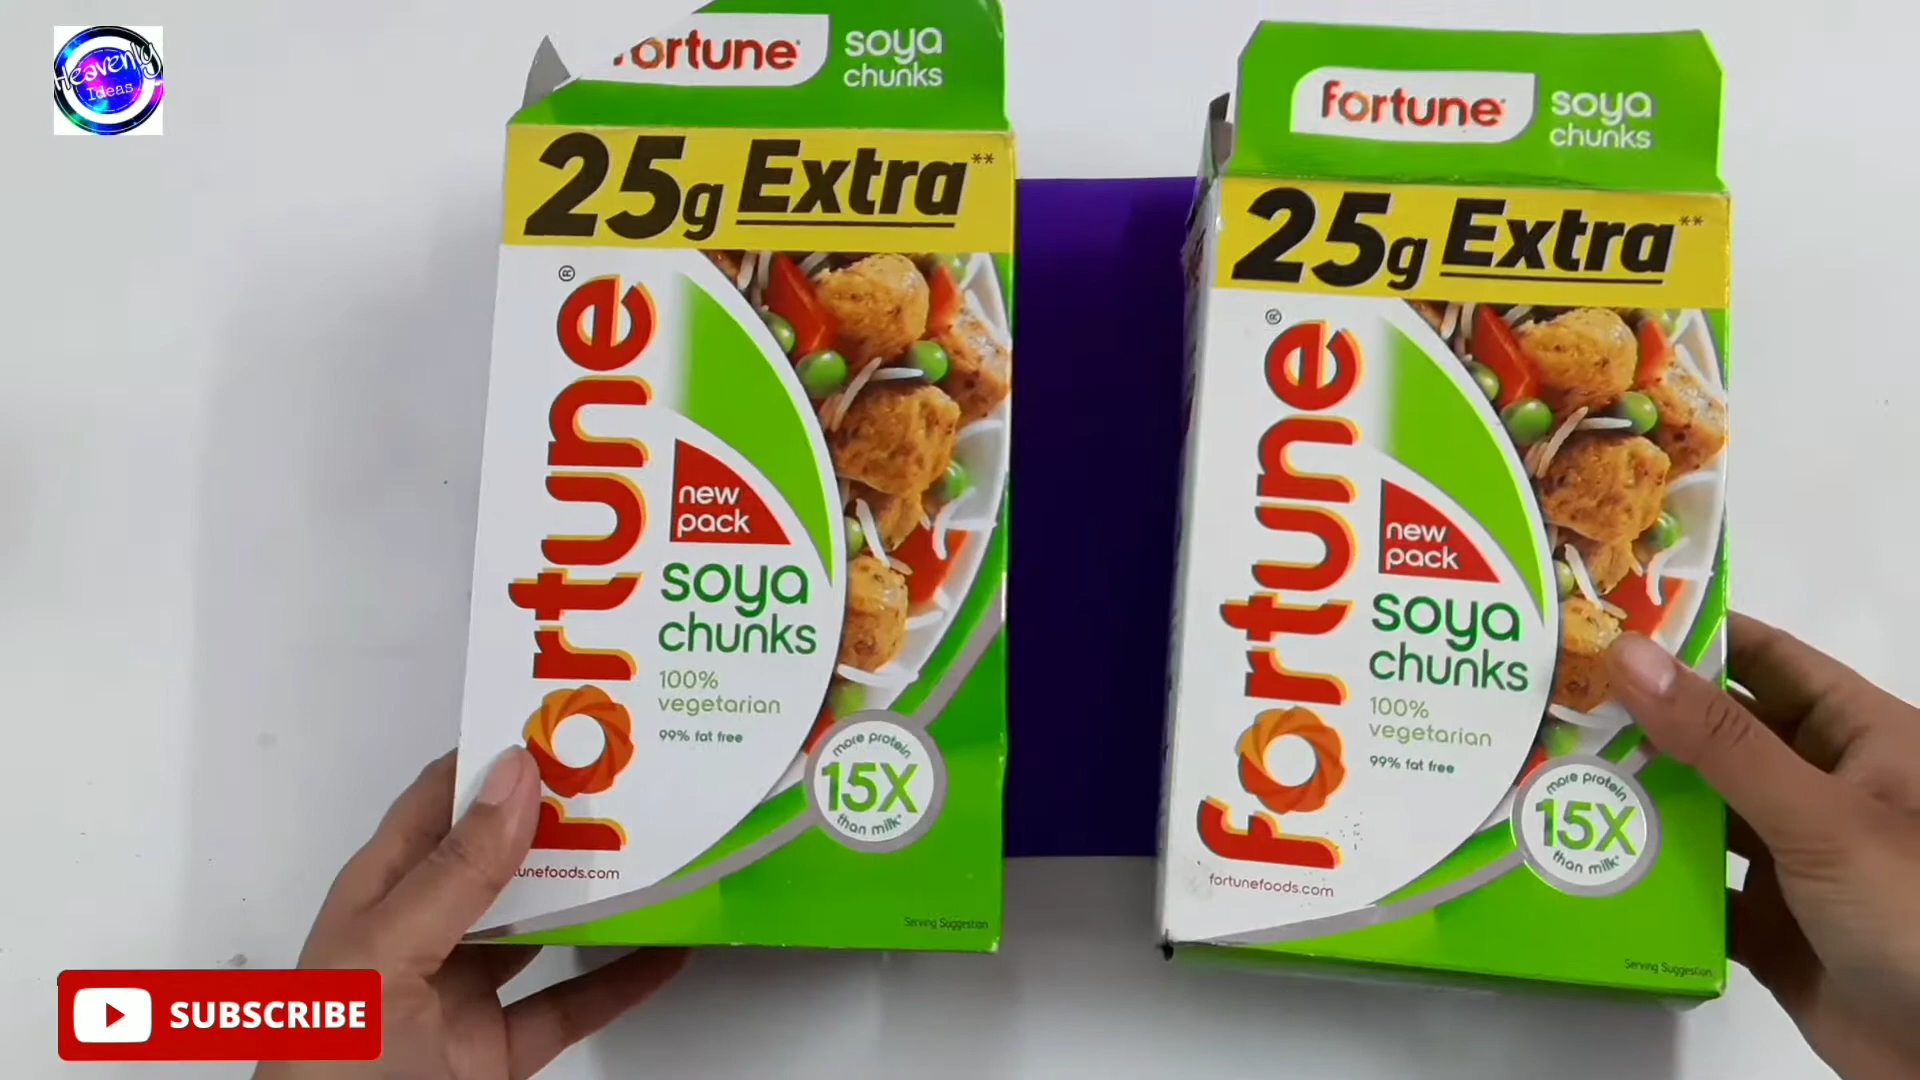 Heavenly
Ideas
fortune
soya
chunks
25g Extra**
fortune®
new
pack
soya
chunks
100%
vegetarian
99% fat free
more protein
15X
than milk*
tunefoods.com
Serving Suggestion
fortune
soya
chunks
25g Extra**
fortune®
new
pack
soya
chunks
100%
vegetarian
99% fat free
more protein
15X
than milk*
fortunefoods.com
Serving Suggestion
SUBSCRIBE